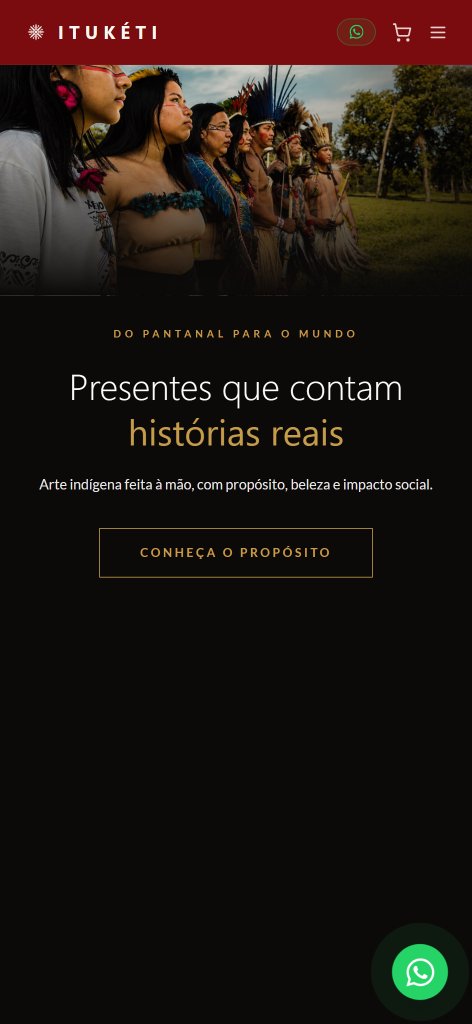 ITUKÉTI
DO PANTANAL PARA O MUNDO
Presentes que contam
histórias reais
Arte indígena feita à mão, com propósito, beleza e impacto social.
CONHEÇA O PROPÓSITO